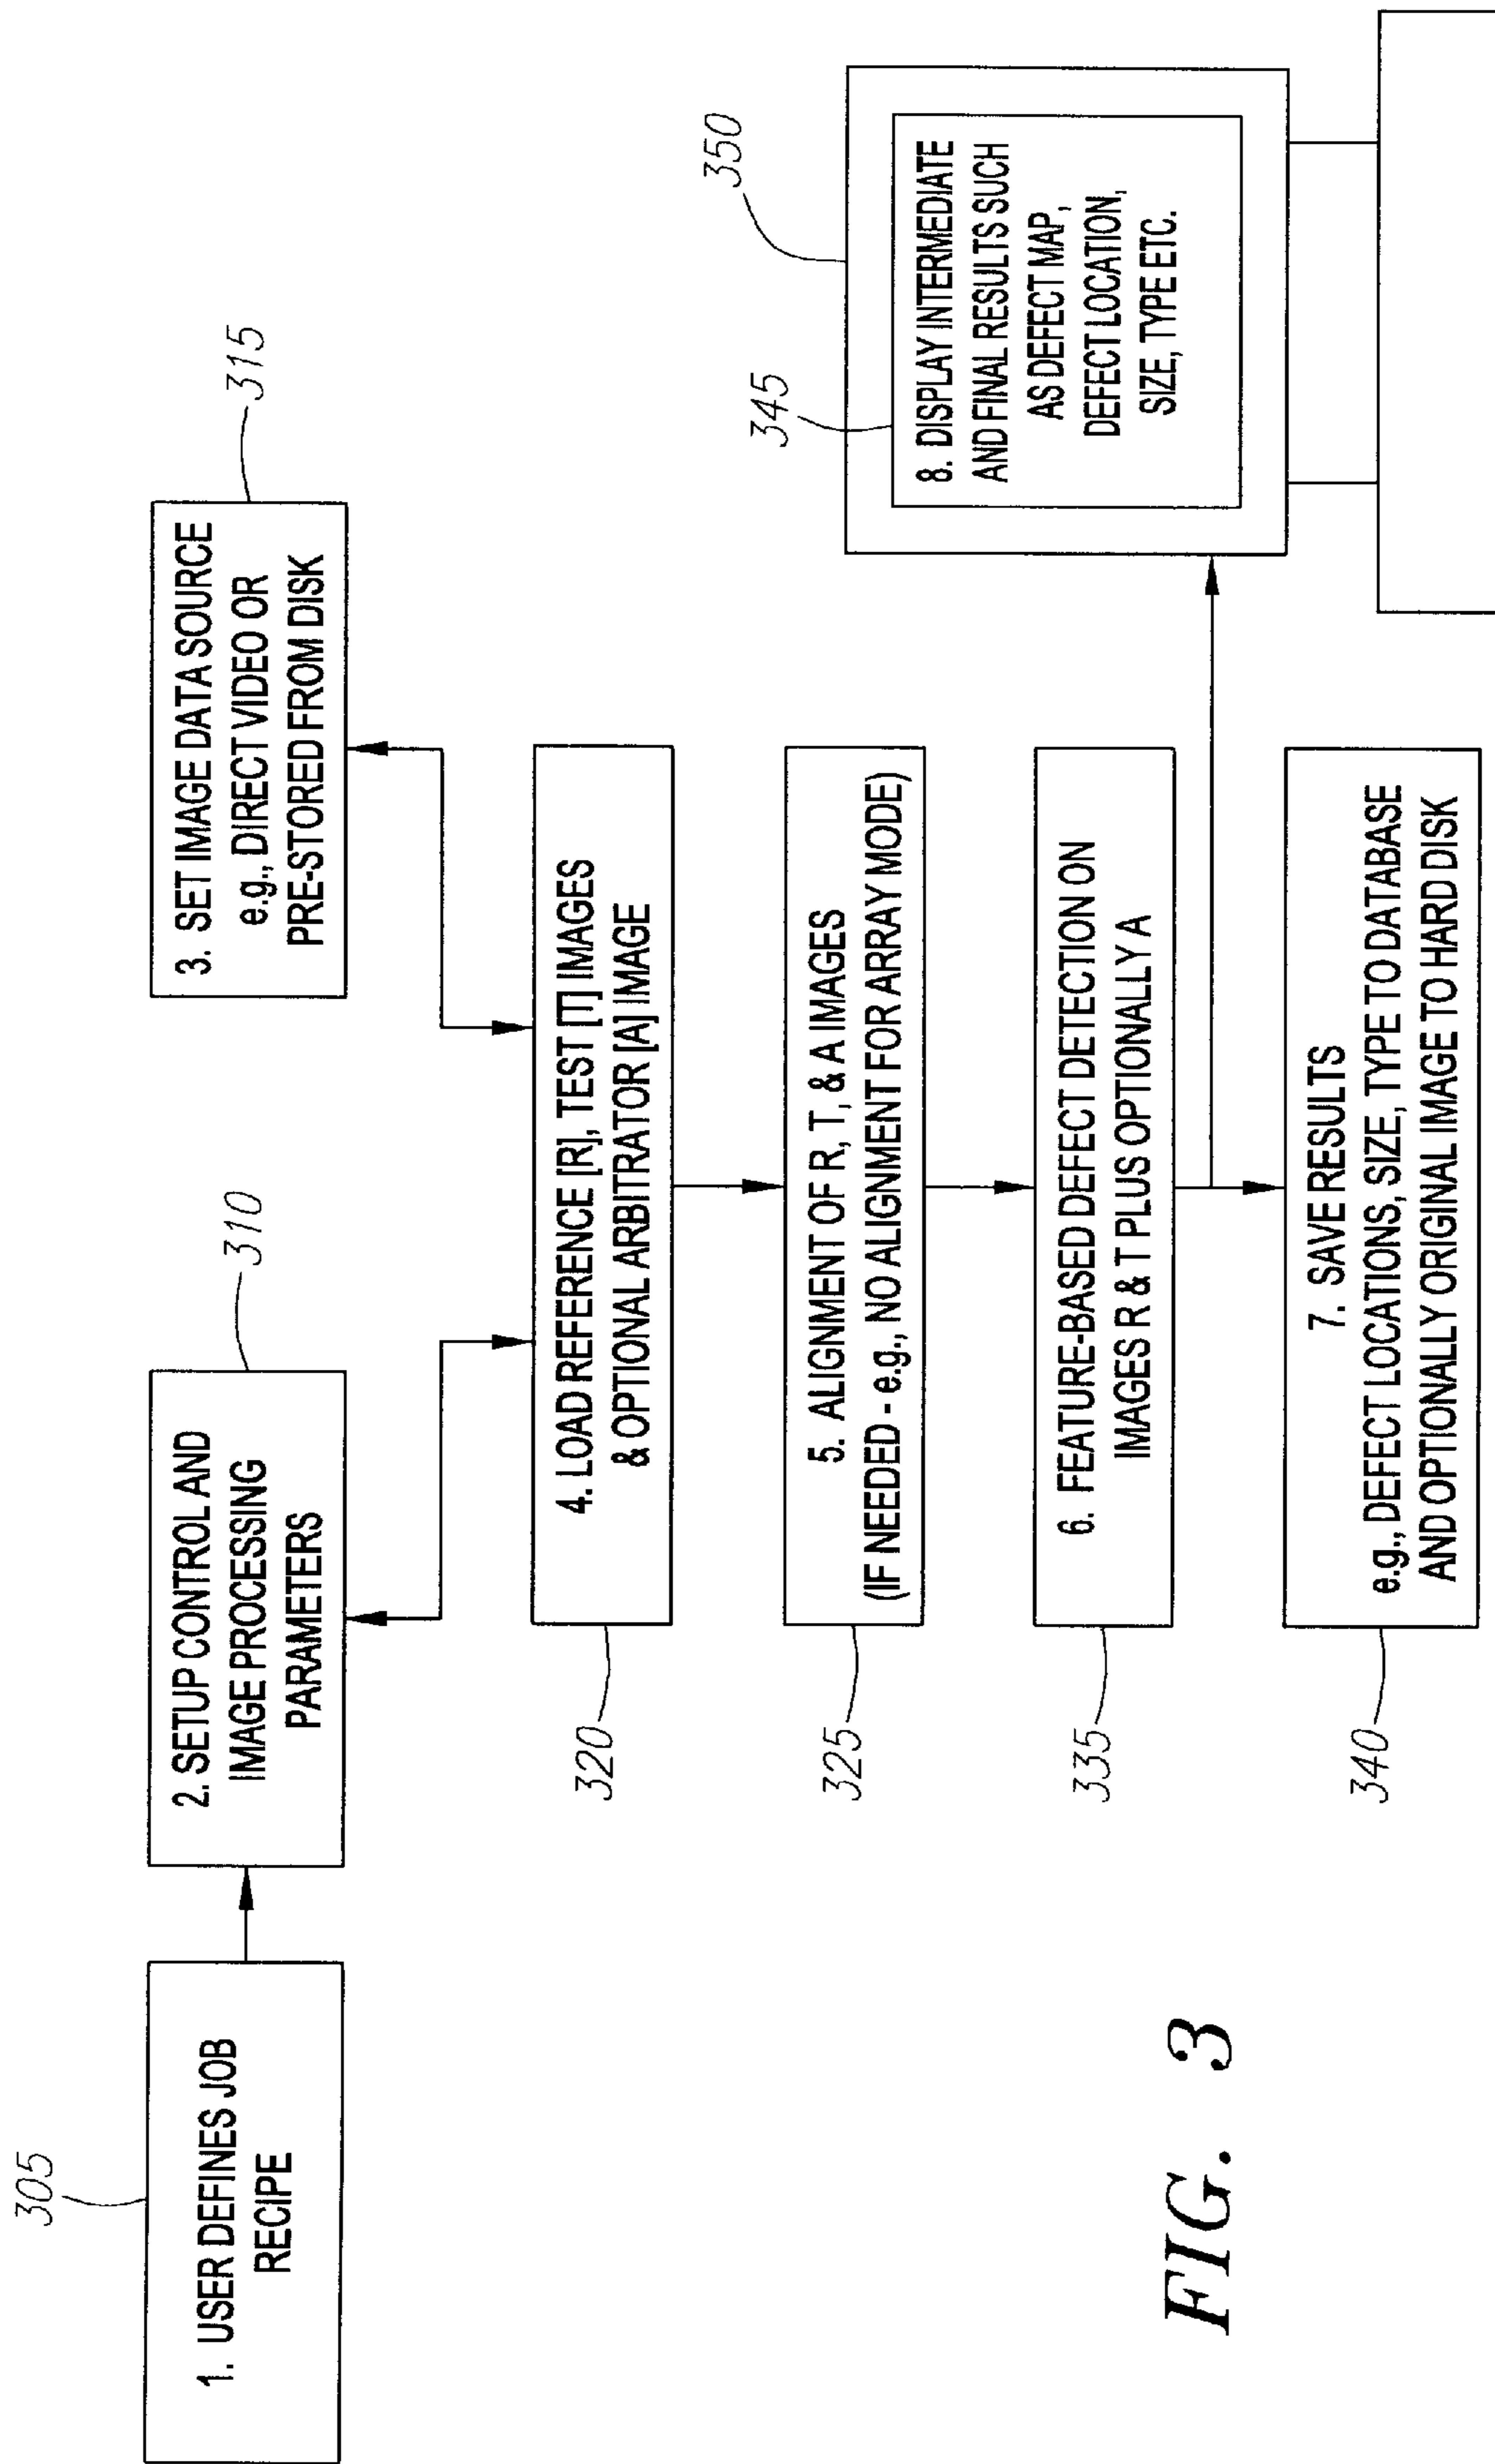 305
1. USER DEFINES JOB
RECIPE
310
2. SETUP CONTROL AND
IMAGE PROCESSING
PARAMETERS
315
3. SET IMAGE DATA SOURCE
e.g., DIRECT VIDEO OR
PRE-STORED FROM DISK
320
4. LOAD REFERENCE [R], TEST [T] IMAGES
& OPTIONAL ARBITRATOR [A] IMAGE
325
5. ALIGNMENT OF R, T, & A IMAGES
(IF NEEDED - e.g., NO ALIGNMENT FOR ARRAY MODE)
335
6. FEATURE-BASED DEFECT DETECTION ON
IMAGES R & T PLUS OPTIONALLY A
340
7. SAVE RESULTS
e.g., DEFECT LOCATIONS, SIZE, TYPE TO DATABASE
AND OPTIONALLY ORIGINAL IMAGE TO HARD DISK
345
350
8. DISPLAY INTERMEDIATE
AND FINAL RESULTS SUCH
AS DEFECT MAP,
DEFECT LOCATION,
SIZE, TYPE ETC.
FIG. 3